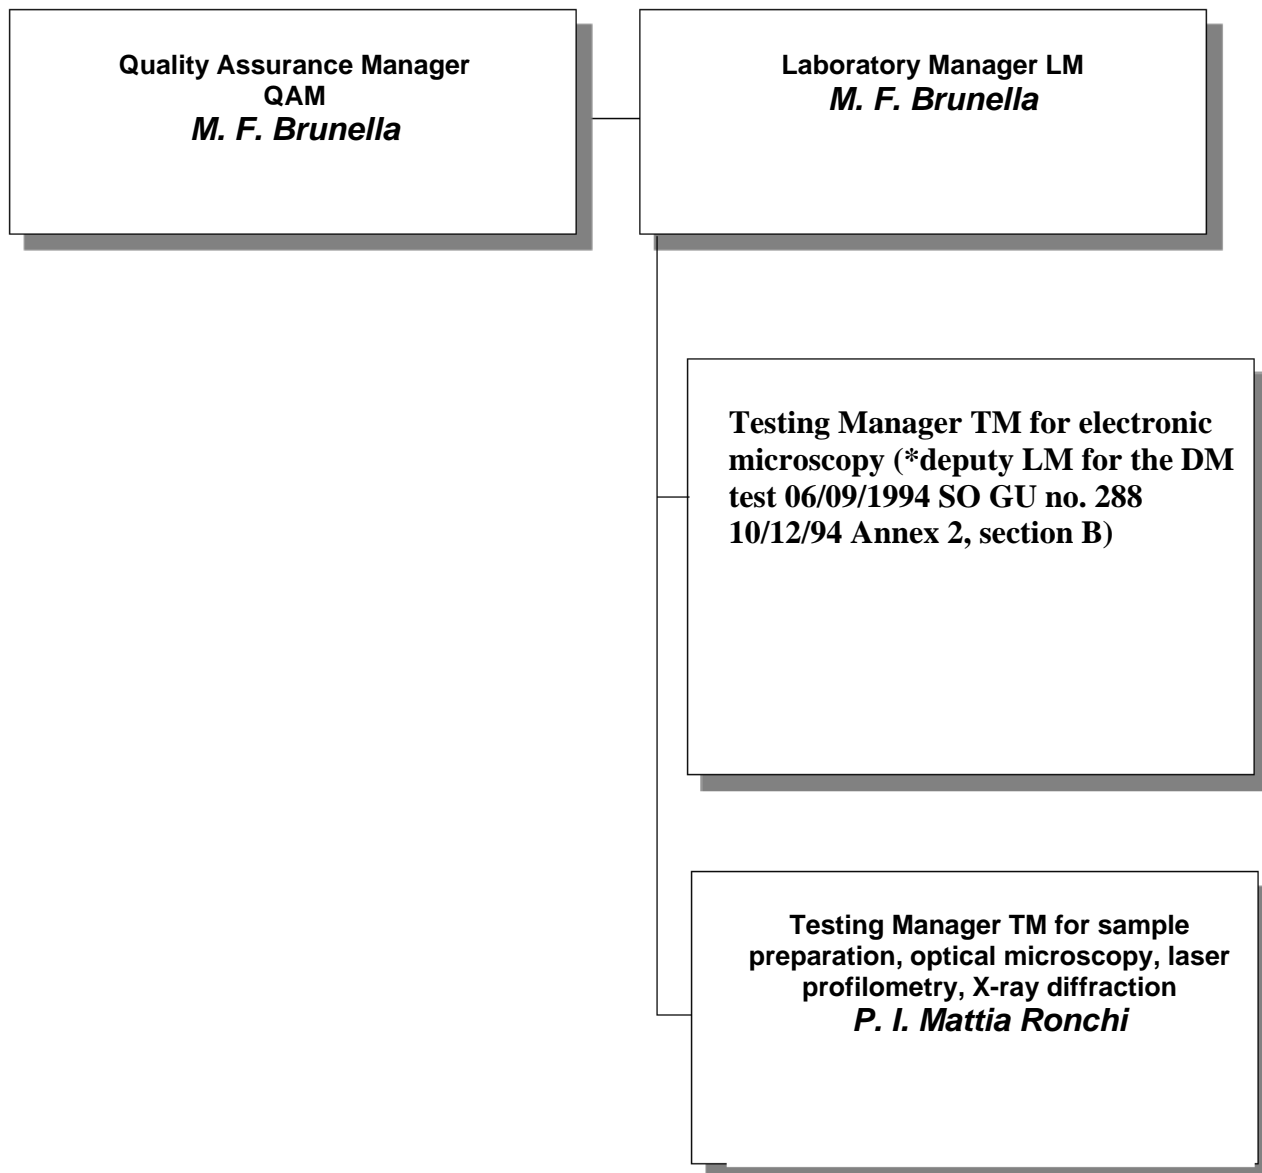 Quality Assurance Manager
QAM
M. F. Brunella
Laboratory Manager LM
M. F. Brunella
Testing Manager TM for electronic
microscopy (*deputy LM for the DM
test 06/09/1994 SO GU no. 288
10/12/94 Annex 2, section B)
Testing Manager TM for sample
preparation, optical microscopy, laser
profilometry, X-ray diffraction
P. I. Mattia Ronchi